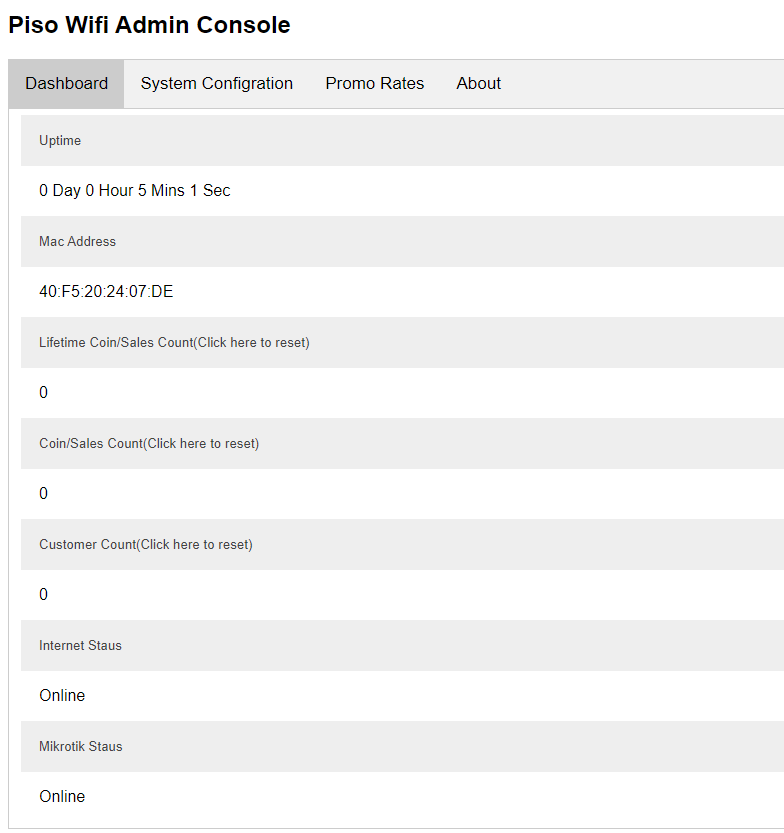 Piso Wifi Admin Console
Dashboard System Configration Promo Rates About
Uptime
0 Day 0 Hour 5 Mins 1 Sec
Mac Address
40:F5:20:24:07:DE
Lifetime Coin/Sales Count(Click here to reset)
0
Coin/Sales Count(Click here to reset)
0
Customer Count(Click here to reset)
0
Internet Staus
Online
Mikrotik Staus
Online